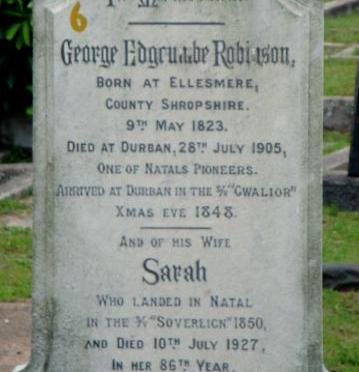 6
George Edgcumbe Robinson,
BORN AT ELLESMERE,
COUNTY SHROPSHIRE.
9TH MAY 1823.
DIED AT DURBAN, 28TH JULY 1905,
ONE OF NATALS PIONEERS.
ARRIVED AT DURBAN IN THE S/S "GWALIOR"
XMAS EVE 1848.
AND OF HIS WIFE
Sarah
WHO LANDED IN NATAL
IN THE S/S "SOVERLIGN" 1850,
AND DIED 10TH JULY 1927,
IN HER 86TH YEAR.